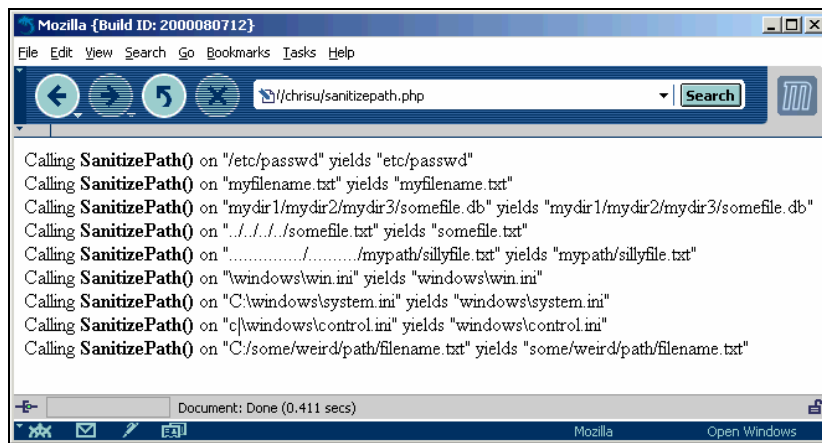 Mozilla {Build ID: 2000080712}
File Edit View Search Go Bookmarks Tasks Help
//chrisu/sanitizepath.php Search
Calling SanitizePath() on "/etc/passwd" yields "etc/passwd"
Calling SanitizePath() on "myfilename.txt" yields "myfilename.txt"
Calling SanitizePath() on "mydir1/mydir2/mydir3/somefile.db" yields "mydir1/mydir2/mydir3/somefile.db"
Calling SanitizePath() on "../../../../somefile.txt" yields "somefile.txt"
Calling SanitizePath() on ".............../........../mypath/sillyfile.txt" yields "mypath/sillyfile.txt"
Calling SanitizePath() on "\windows\win.ini" yields "windows\win.ini"
Calling SanitizePath() on "C:\windows\system.ini" yields "windows\system.ini"
Calling SanitizePath() on "c|\windows\control.ini" yields "windows\control.ini"
Calling SanitizePath() on "C:/some/weird/path/filename.txt" yields "some/weird/path/filename.txt"
Document: Done (0.411 secs)
Mozilla Open Windows